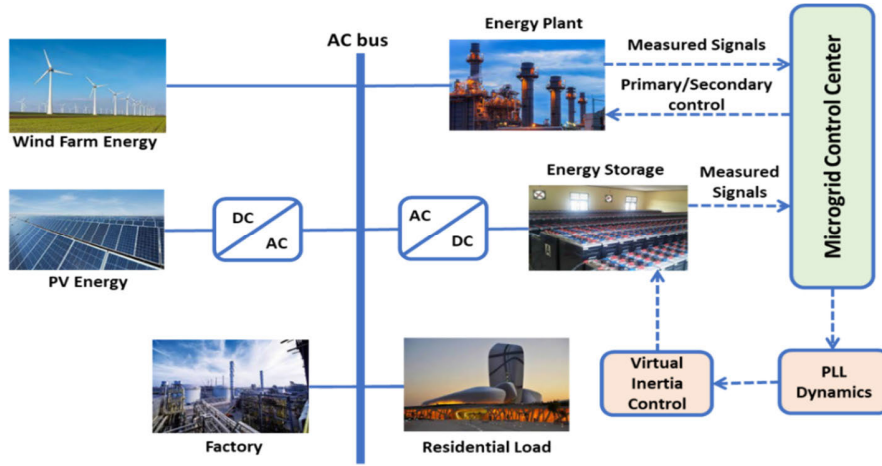 AC bus
Energy Plant
Measured Signals
Primary/Secondary
control
Microgrid Control Center
Wind Farm Energy
DC
AC
AC
DC
Energy Storage
Measured
Signals
PV Energy
Virtual
Inertia
Control
PLL
Dynamics
Factory
Residential Load